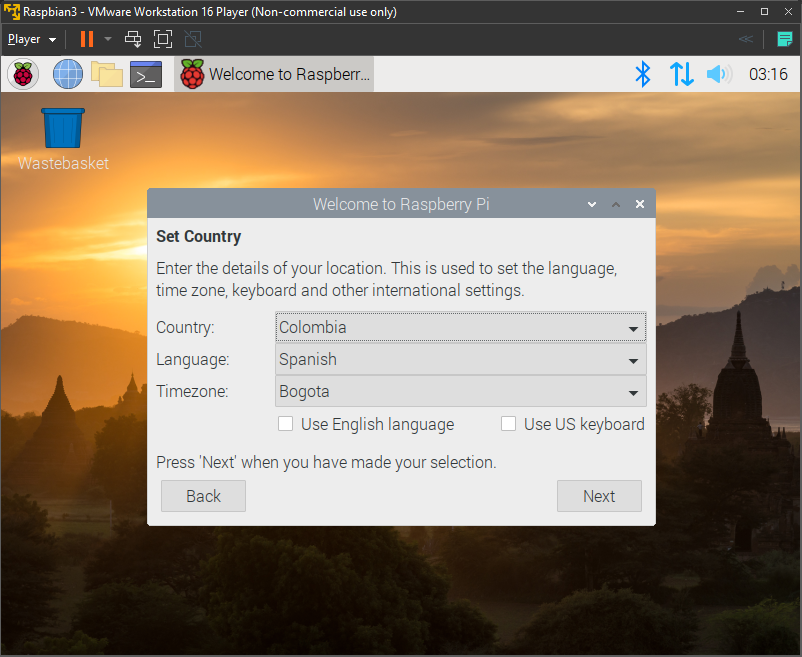 Raspbian3 - VMware Workstation 16 Player (Non-commercial use only)
Player
>_
Welcome to Raspberr...
03:16
Wastebasket
Welcome to Raspberry Pi
Set Country
Enter the details of your location. This is used to set the language,
time zone, keyboard and other international settings.
Country: Colombia
Language: Spanish
Timezone: Bogota
Use English language Use US keyboard
Press 'Next' when you have made your selection.
Back Next